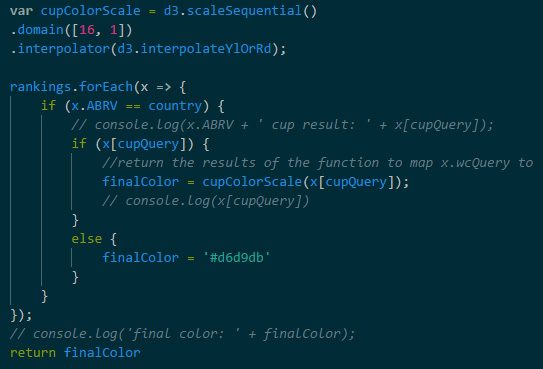 var cupColorScale = d3.scaleSequential()
.domain([16, 1])
.interpolator(d3.interpolateYlOrRd);
rankings.forEach(x => {
if (x.ABRV == country) {
// console.log(x.ABRV + ' cup result: ' + x[cupQuery]);
if (x[cupQuery]) {
//return the results of the function to map x.wcQuery to
finalColor = cupColorScale(x[cupQuery]);
// console.log(x[cupQuery])
}
else {
finalColor = '#d6d9db'
}
}
});
// console.log('final color: ' + finalColor);
return finalColor